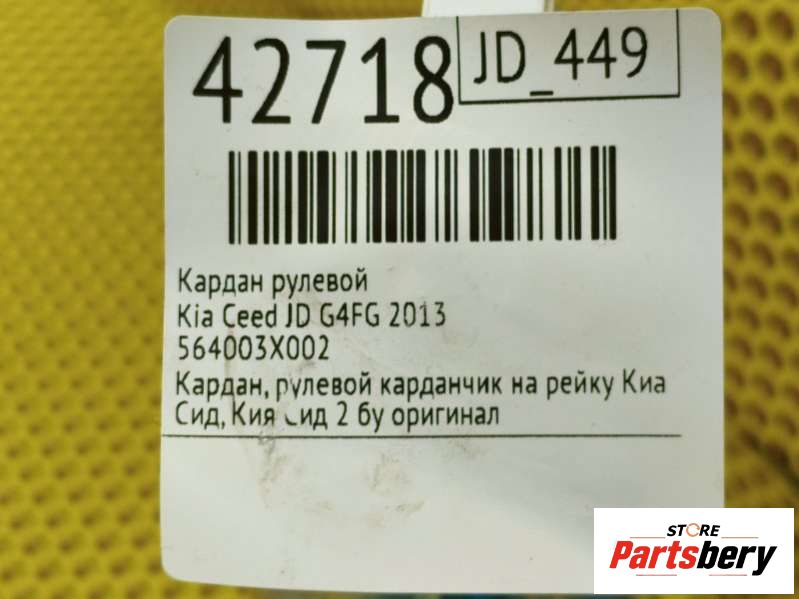 42718
JD_449
Кардан рулевой
Kia Ceed JD G4FG 2013
564003X002
Кардан, рулевой карданчик на рейку Киа
Сид, Кия Сид 2 бу оригинал
STORE
Partsbery